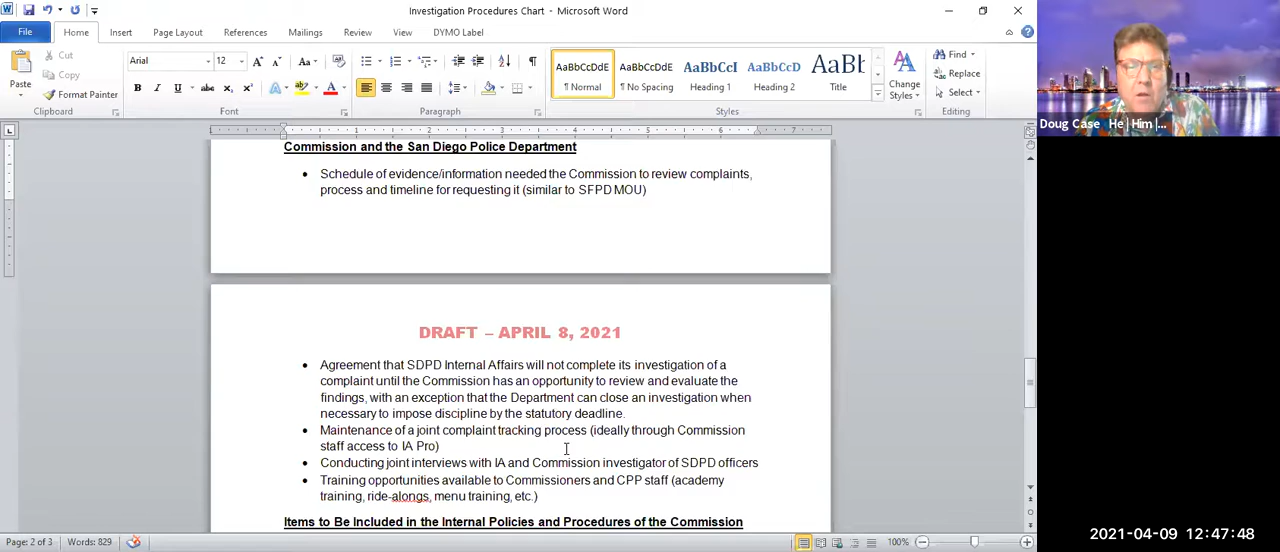 Investigation Procedures Chart - Microsoft Word
File Home Insert Page Layout References Mailings Review View DYMO Label
Paste
Cut
Copy
Format Painter
Clipboard
Arial 12
Font
Paragraph
AaBbCcDdE AaBbCcDdE AaBbCcI AaBbCcD AaBb
¶ Normal ¶ No Spacing Heading 1 Heading 2 Title
Styles
Change Styles
Find
Replace
Select
Editing
Doug Case He | Him |...
1 2 3 4 5 6 7
Commission and the San Diego Police Department
• Schedule of evidence/information needed the Commission to review complaints,
process and timeline for requesting it (similar to SFPD MOU)
DRAFT – APRIL 8, 2021
• Agreement that SDPD Internal Affairs will not complete its investigation of a
complaint until the Commission has an opportunity to review and evaluate the
findings, with an exception that the Department can close an investigation when
necessary to impose discipline by the statutory deadline.
• Maintenance of a joint complaint tracking process (ideally through Commission
staff access to IA Pro)
• Conducting joint interviews with IA and Commission investigator of SDPD officers
• Training opportunities available to Commissioners and CPP staff (academy
training, ride-alongs, menu training, etc.)
Items to Be Included in the Internal Policies and Procedures of the Commission
Page: 2 of 3 Words: 829 100%
2021-04-09 12:47:48